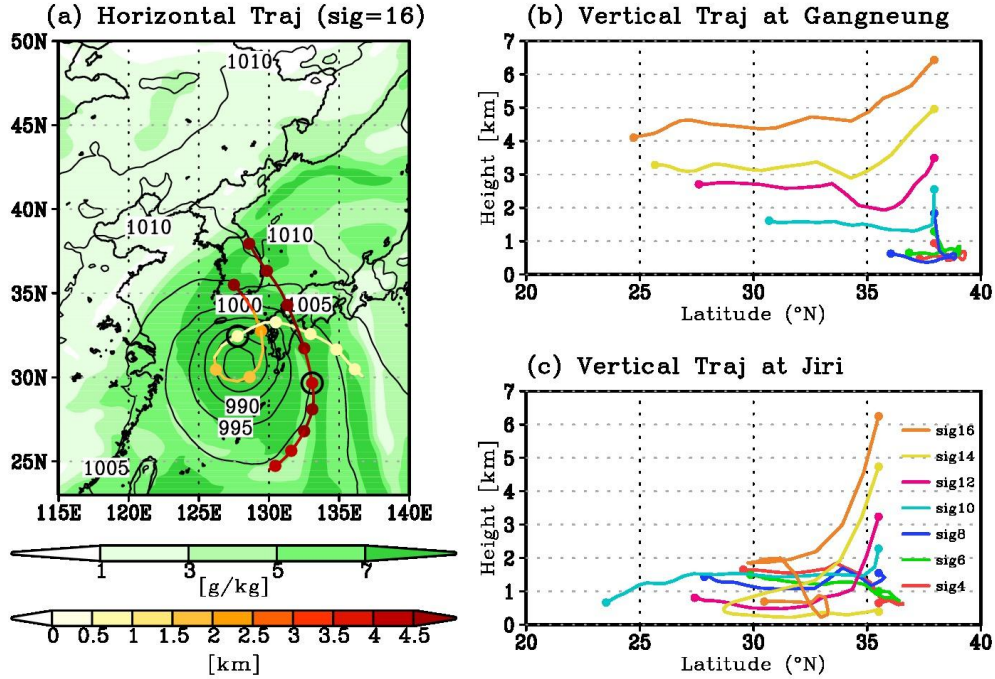 (a) Horizontal Traj (sig=16)
50N
45N
40N
35N
30N
25N
1010
1010
1010
1000
1005
990
995
1005
115E 120E 125E 130E 135E 140E
1 3 5 7
[g/kg]
0 0.5 1 1.5 2 2.5 3 3.5 4 4.5
[km]
(b) Vertical Traj at Gangneung
Height [km]
7
6
5
4
3
2
1
0
20 25 30 35 40
Latitude (°N)
(c) Vertical Traj at Jiri
Height [km]
7
6
5
4
3
2
1
0
sig16
sig14
sig12
sig10
sig8
sig6
sig4
20 25 30 35 40
Latitude (°N)